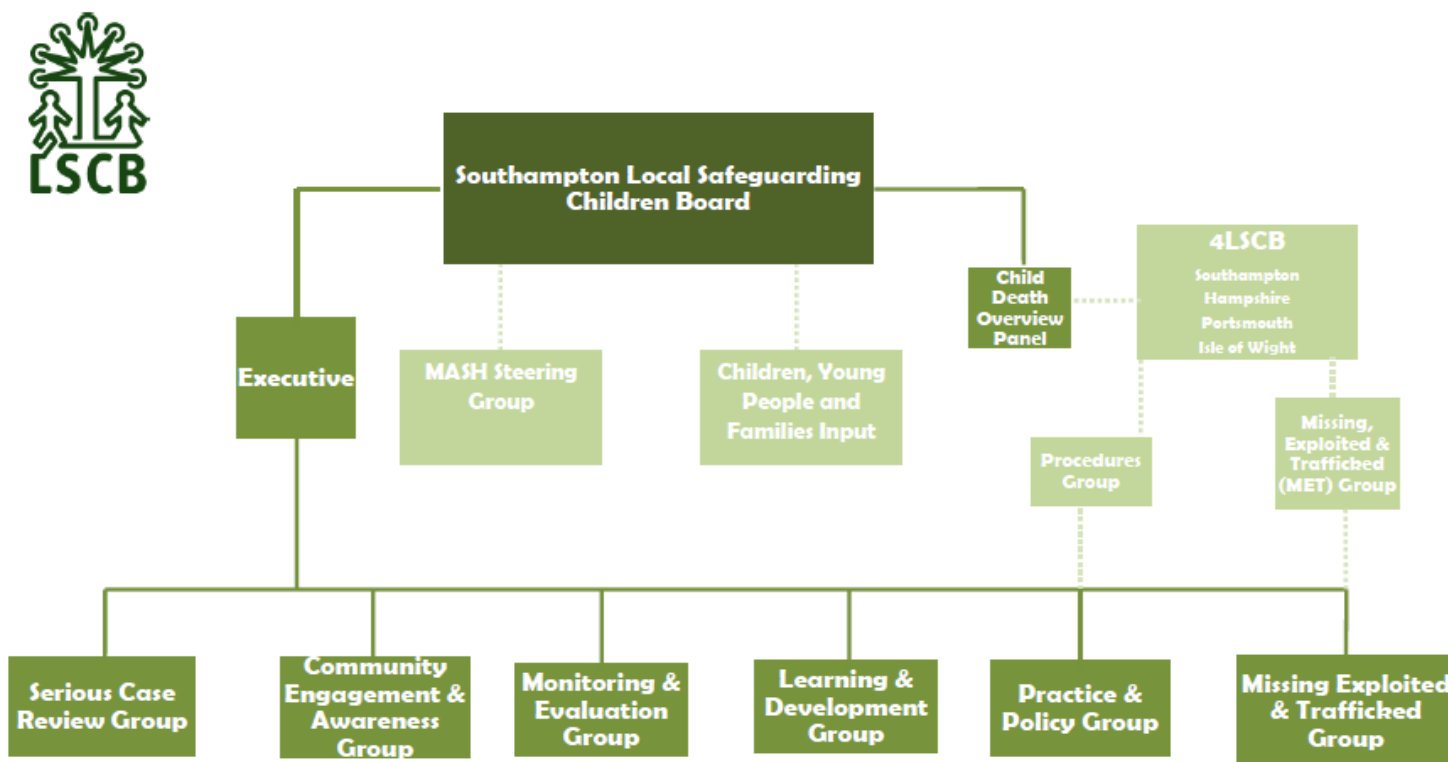 LSCB
Southampton Local Safeguarding
Children Board
4LSCB
Southampton
Hampshire
Portsmouth
Isle of Wight
Child
Death
Overview
Panel
Executive
MASH Steering
Group
Children, Young
People and
Families Input
Procedures
Group
Missing,
Exploited &
Trafficked
(MET) Group
Serious Case
Review Group
Community
Engagement &
Awareness
Group
Monitoring &
Evaluation
Group
Learning &
Development
Group
Practice &
Policy Group
Missing Exploited
& Trafficked
Group